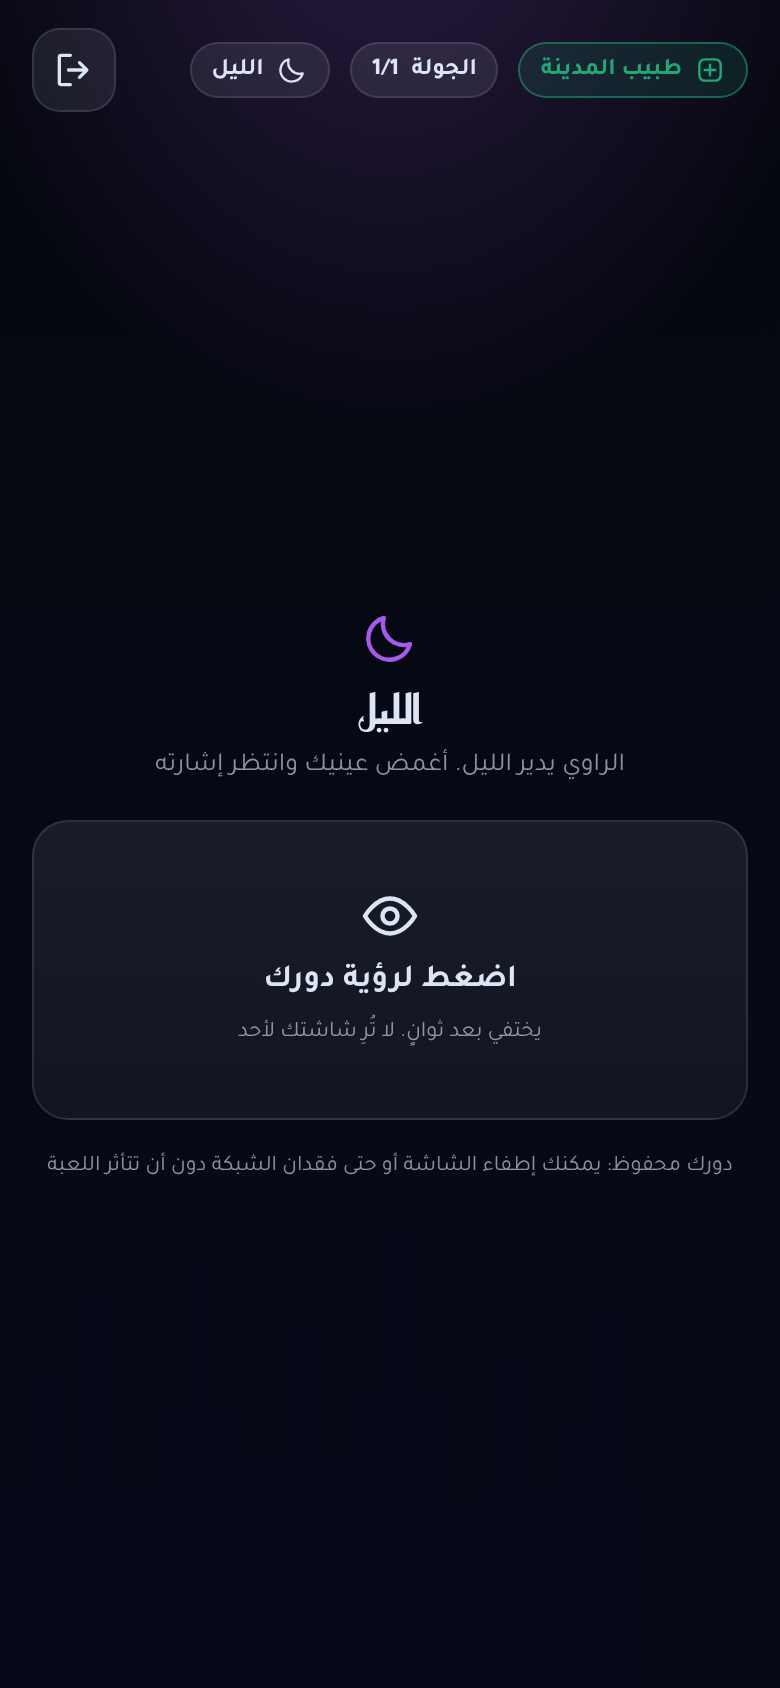 طبيب المدينة
الجولة 1/1
الليل
الليل
الراوي يدير الليل. أغمض عينيك وانتظر إشارته
اضغط لرؤية دورك
يختفي بعد ثوانٍ. لا تُرِ شاشتك لأحد
دورك محفوظ: يمكنك إطفاء الشاشة أو حتى فقدان الشبكة دون أن تتأثر اللعبة